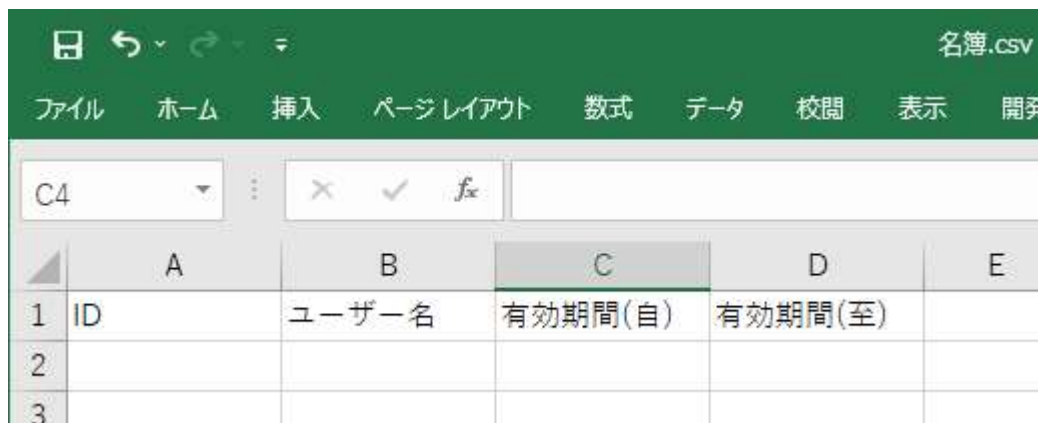 名簿.csv
ファイル ホーム 挿入 ページ レイアウト 数式 データ 校閲 表示
C4 fx
A B C D E
1 ID ユーザー名 有効期間(自) 有効期間(至)
2
3